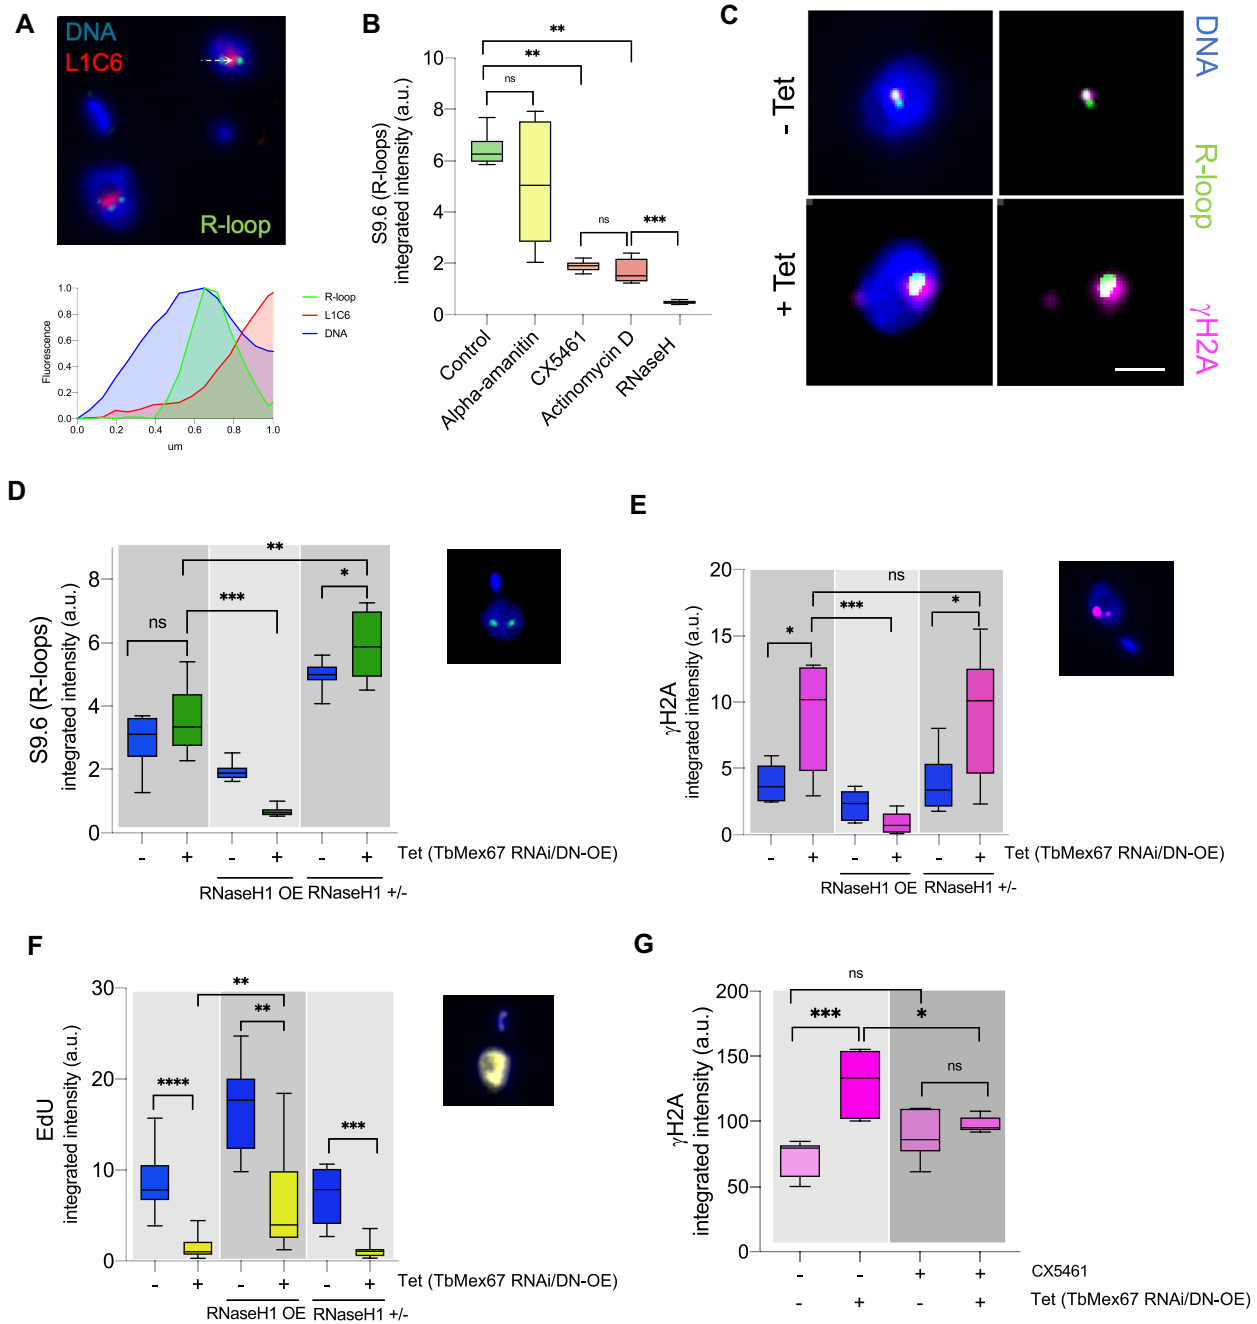 A
DNA
L1C6
R-loop
1.0
0.8
0.6
0.4
0.2
0.0
Fluorescence
0.0 0.2 0.4 0.6 0.8 1.0
um
R-loop
L1C6
DNA
B
S9.6 (R-loops)
integrated intensity (a.u.)
10
8
6
4
2
0
**
**
ns
ns
***
Control
Alpha-amanitin
CX5461
Actinomycin D
RNaseH
C
- Tet
+ Tet
DNA
R-loop
γH2A
D
S9.6 (R-loops)
integrated intensity (a.u.)
8
6
4
2
0
**
*
***
ns
- + - + - + Tet (TbMex67 RNAi/DN-OE)
RNaseH1 OE RNaseH1 +/-
E
γH2A
integrated intensity (a.u.)
20
15
10
5
0
ns
***
*
*
- + - + - + Tet (TbMex67 RNAi/DN-OE)
RNaseH1 OE RNaseH1 +/-
F
EdU
integrated intensity (a.u.)
30
20
10
0
**
**
****
***
- + - + - + Tet (TbMex67 RNAi/DN-OE)
RNaseH1 OE RNaseH1 +/-
G
γH2A
integrated intensity (a.u.)
200
150
100
50
0
ns
***
*
ns
- - + + CX5461
- + - + Tet (TbMex67 RNAi/DN-OE)